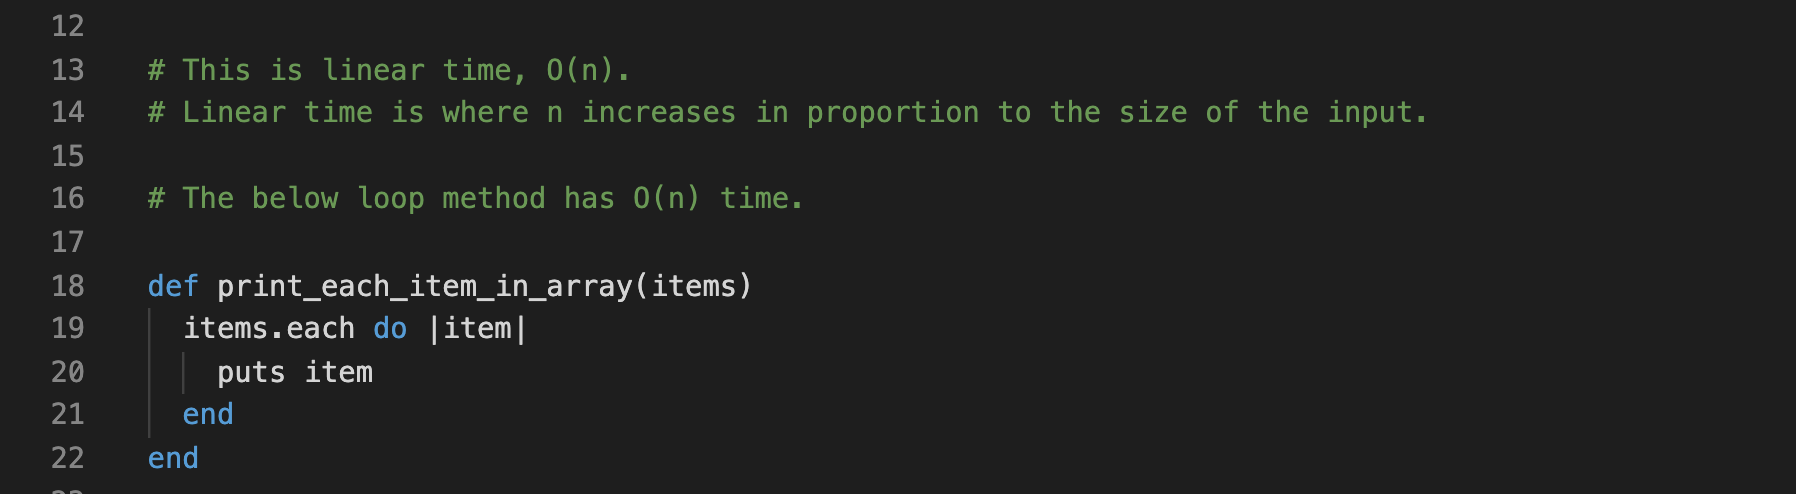 12
13 # This is linear time, O(n).
14 # Linear time is where n increases in proportion to the size of the input.
15
16 # The below loop method has O(n) time.
17
18 def print_each_item_in_array(items)
19   items.each do |item|
20     puts item
21   end
22 end